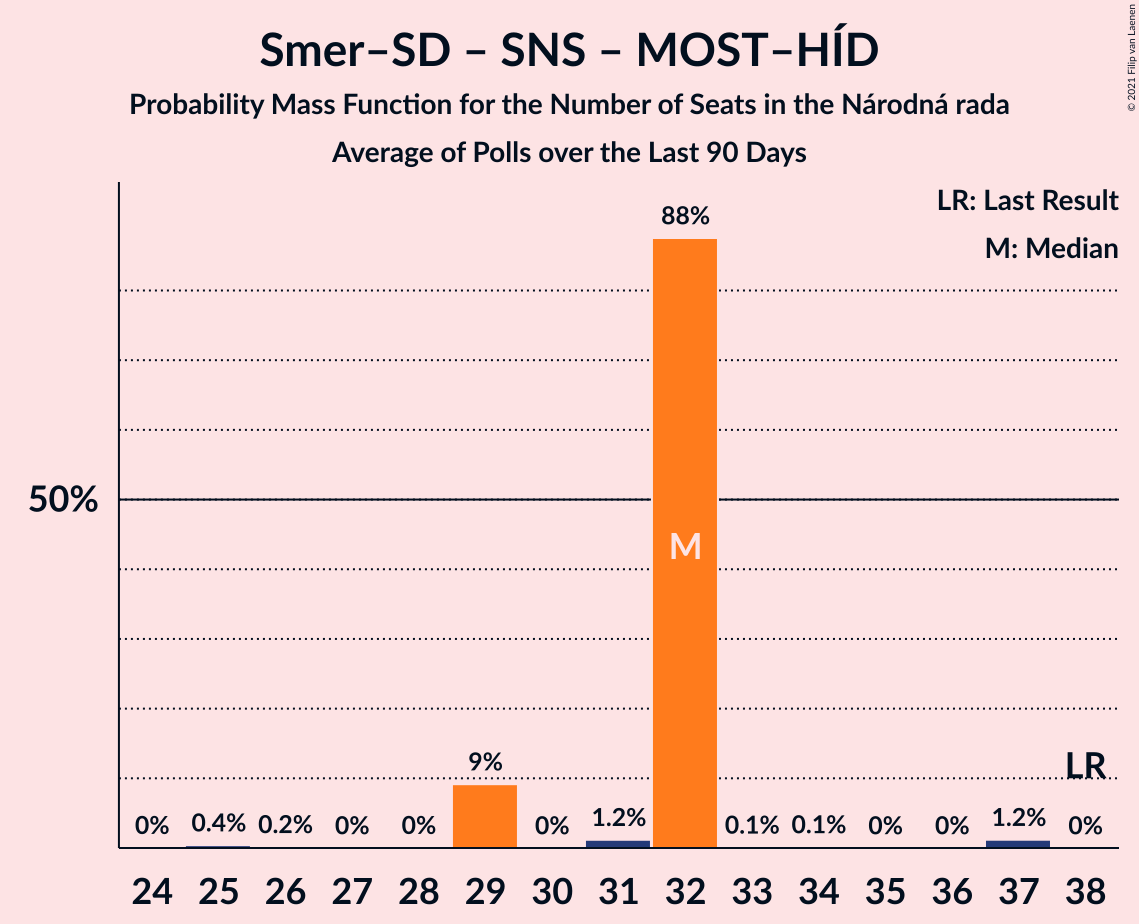 Smer–SD – SNS – MOST–HÍD
Probability Mass Function for the Number of Seats in the Národná rada
Average of Polls over the Last 90 Days
© 2021 Filip van Laenen
LR: Last Result
M: Median
88%
50%
M
9%
LR
0% 0.4% 0.2% 0% 0% 0% 1.2% 0.1% 0.1% 0% 0% 1.2% 0%
24 25 26 27 28 29 30 31 32 33 34 35 36 37 38